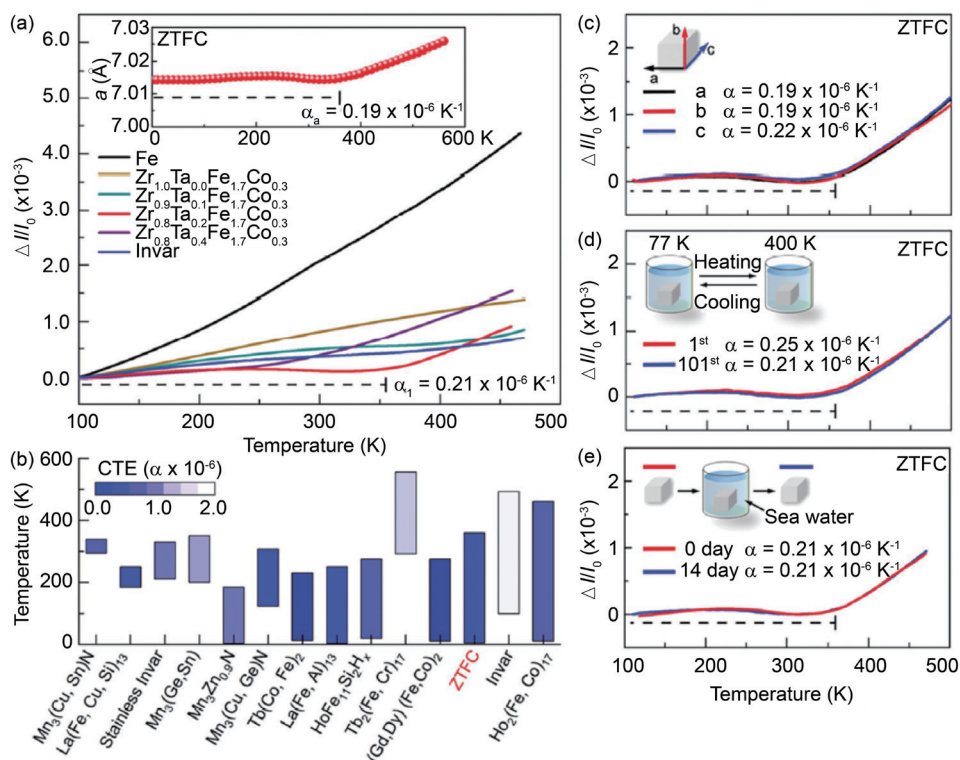 (a)
6.0
5.0
4.0
3.0
2.0
1.0
0.0
Δ l/l0 (x10-3)
7.03
7.02
7.01
7.00
a (Å)
0 200 400 600 K
αa = 0.19 x 10-6 K-1
Fe
Zr1.0Ta0.0Fe1.7Co0.3
Zr0.9Ta0.1Fe1.7Co0.3
Zr0.8Ta0.2Fe1.7Co0.3
Zr0.8Ta0.4Fe1.7Co0.3
Invar
α1 = 0.21 x 10-6 K-1
100 200 300 400 500
Temperature (K)
(b)
600
400
200
0
Temperature (K)
CTE (α x 10-6)
0.0 1.0 2.0
Mn3(Cu, Sn)N
La(Fe, Cu, Si)13
Stainless Invar
Mn3(Ge,Sn)
Mn3Zn0.9N
Mn3(Cu, Ge)N
Tb(Co, Fe)2
La(Fe, Al)13
HoFe1.1Si2Hx
Tb2(Fe, Cr)17
(Gd,Dy) (Fe,Co)2
ZTFC
Invar
Ho2(Fe, Co)17
(c)
ZTFC
2
1
0
Δ l/l0 (x10-3)
b
c
a
a α = 0.19 x 10-6 K-1
b α = 0.19 x 10-6 K-1
c α = 0.22 x 10-6 K-1
(d)
ZTFC
2
1
0
Δ l/l0 (x10-3)
77 K 400 K
Heating
Cooling
1st α = 0.25 x 10-6 K-1
101st α = 0.21 x 10-6 K-1
(e)
ZTFC
2
1
0
Δ l/l0 (x10-3)
Sea water
0 day α = 0.21 x 10-6 K-1
14 day α = 0.21 x 10-6 K-1
100 200 300 400 500
Temperature (K)